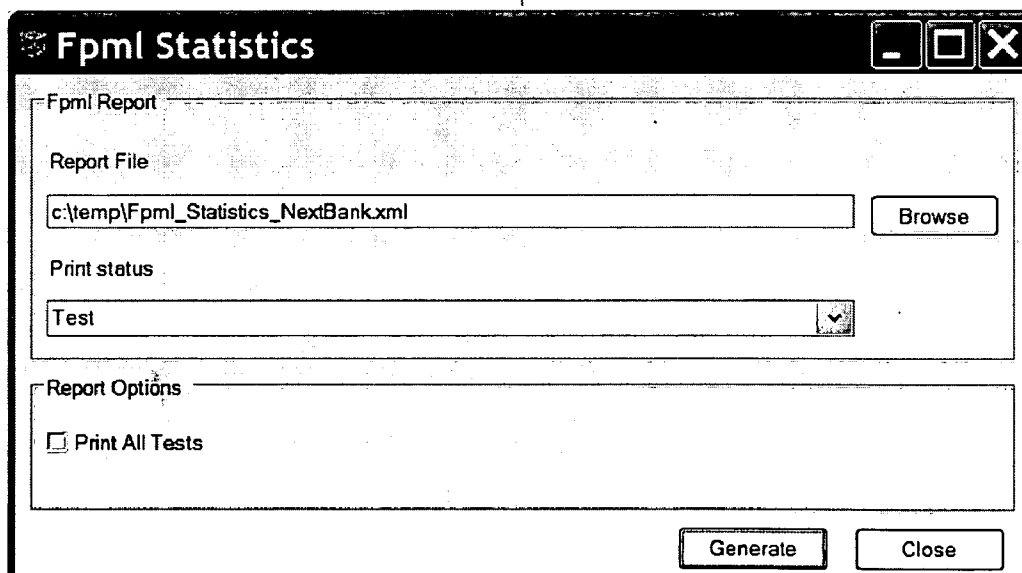 Fpml Statistics
Fpml Report
Report File
c:\temp\Fpml_Statistics_NextBank.xml
Browse
Print status
Test
Report Options
Print All Tests
Generate
Close